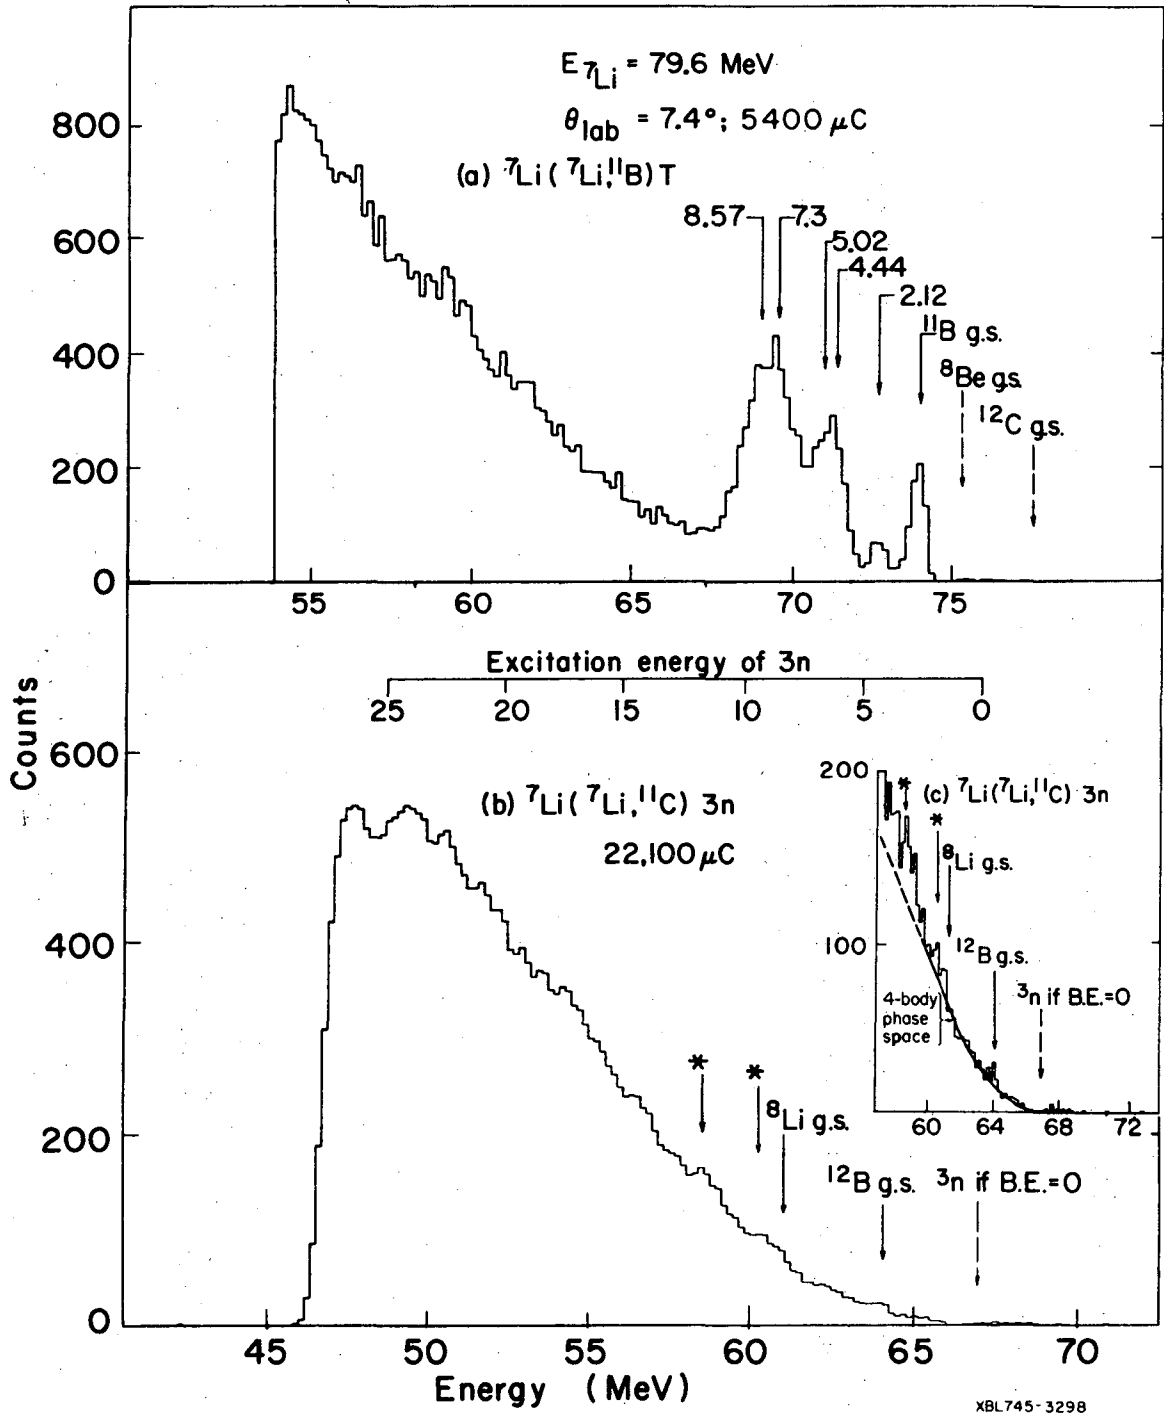 E7Li = 79.6 MeV
θlab = 7.4°; 5400 μC
(a) 7Li(7Li,11B)T
8.57
7.3
5.02
4.44
2.12
11B g.s.
8Be g.s.
12C g.s.
800
600
400
200
0
55
60
65
70
75
Excitation energy of 3n
25
20
15
10
5
0
Counts
600
400
200
0
(b) 7Li(7Li,11C) 3n
22,100 μC
*
*
8Li g.s.
12B g.s.
3n if B.E.=0
200
100
* (c) 7Li(7Li,11C) 3n
*
8Li g.s.
12B g.s.
3n if B.E.=0
4-body
phase
space
60
64
68
72
45
50
55
60
65
70
Energy (MeV)
XBL745-3298